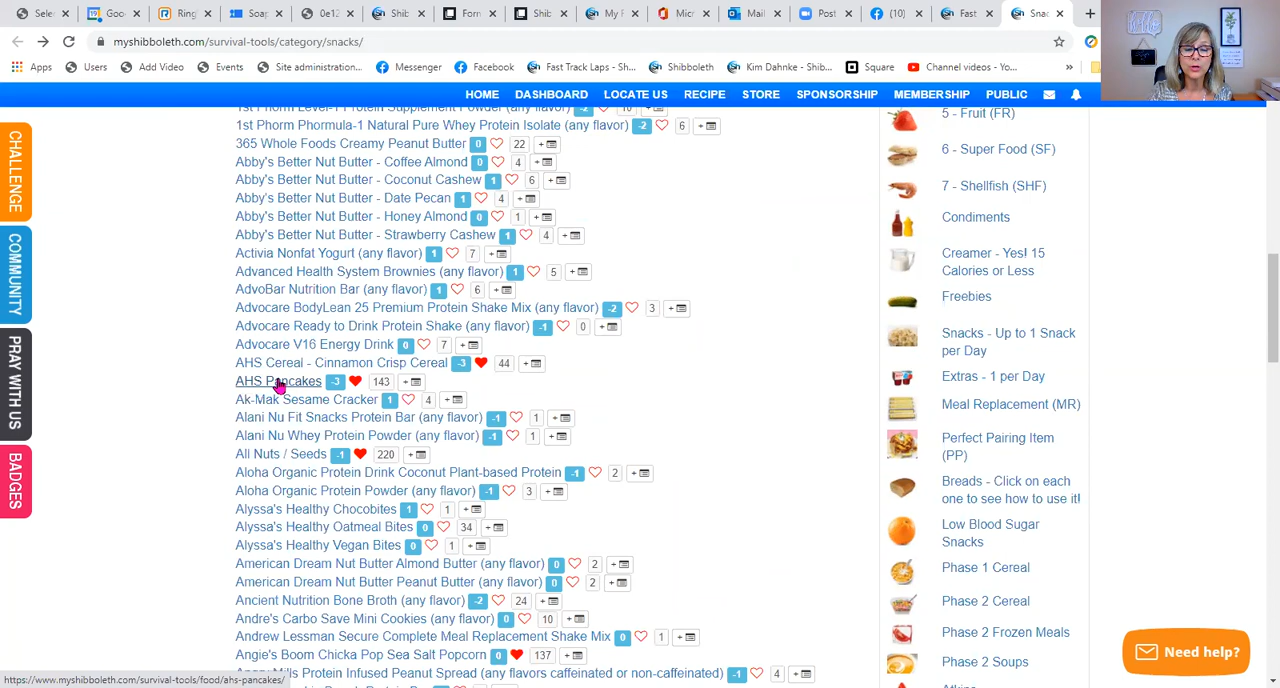 Sele
Goo
Ring
Soa
0e12
Shib
Forn
Shib
My F
Micr
Mail
Post
(10)
Fast
Snac
myshibboleth.com/survival-tools/category/snacks/
Apps Users Add Video Events Site administration... Messenger Fast Track Laps - Sh... Shibboleth Kim Dahnke - Shib... Square Channel videos - Yo... »
HOME DASHBOARD LOCATE US RECIPE STORE SPONSORSHIP MEMBERSHIP PUBLIC
CHALLENGE
COMMUNITY
PRAY WITH US
BADGES
1st Phorm Level-1 Protein Supplement Powder (any flavor) -2 10 +
1st Phorm Phormula-1 Natural Pure Whey Protein Isolate (any flavor) -2 6 +
365 Whole Foods Creamy Peanut Butter 0 22 +
Abby's Better Nut Butter - Coffee Almond 0 4 +
Abby's Better Nut Butter - Coconut Cashew 1 6 +
Abby's Better Nut Butter - Date Pecan 1 4 +
Abby's Better Nut Butter - Honey Almond 0 1 +
Abby's Better Nut Butter - Strawberry Cashew 1 4 +
Activia Nonfat Yogurt (any flavor) 1 7 +
Advanced Health System Brownies (any flavor) 1 5 +
AdvoBar Nutrition Bar (any flavor) 1 6 +
Advocare BodyLean 25 Premium Protein Shake Mix (any flavor) -2 3 +
Advocare Ready to Drink Protein Shake (any flavor) -1 0 +
Advocare V16 Energy Drink 0 7 +
AHS Cereal - Cinnamon Crisp Cereal -3 44 +
AHS Pancakes -3 143 +
Ak-Mak Sesame Cracker 1 4 +
Alani Nu Fit Snacks Protein Bar (any flavor) -1 1 +
Alani Nu Whey Protein Powder (any flavor) -1 1 +
All Nuts / Seeds -1 220 +
Aloha Organic Protein Drink Coconut Plant-based Protein -1 2 +
Aloha Organic Protein Powder (any flavor) -1 3 +
Alyssa's Healthy Chocobites 1 1 +
Alyssa's Healthy Oatmeal Bites 0 34 +
Alyssa's Healthy Vegan Bites 0 1 +
American Dream Nut Butter Almond Butter (any flavor) 0 2 +
American Dream Nut Butter Peanut Butter (any flavor) 0 2 +
Ancient Nutrition Bone Broth (any flavor) -2 24 +
Andre's Carbo Save Mini Cookies (any flavor) 0 10 +
Andrew Lessman Secure Complete Meal Replacement Shake Mix 0 1 +
Angie's Boom Chicka Pop Sea Salt Popcorn 0 137 +
Protein Infused Peanut Spread (any flavors caffeinated or non-caffeinated) -1 4 +
https://www.myshibboleth.com/survival-tools/food/ahs-pancakes/
5 - Fruit (FR)
6 - Super Food (SF)
7 - Shellfish (SHF)
Condiments
Creamer - Yes! 15
Calories or Less
Freebies
Snacks - Up to 1 Snack
per Day
Extras - 1 per Day
Meal Replacement (MR)
Perfect Pairing Item
(PP)
Breads - Click on each
one to see how to use it!
Low Blood Sugar
Snacks
Phase 1 Cereal
Phase 2 Cereal
Phase 2 Frozen Meals
Phase 2 Soups
Atkins
Need help?
hello